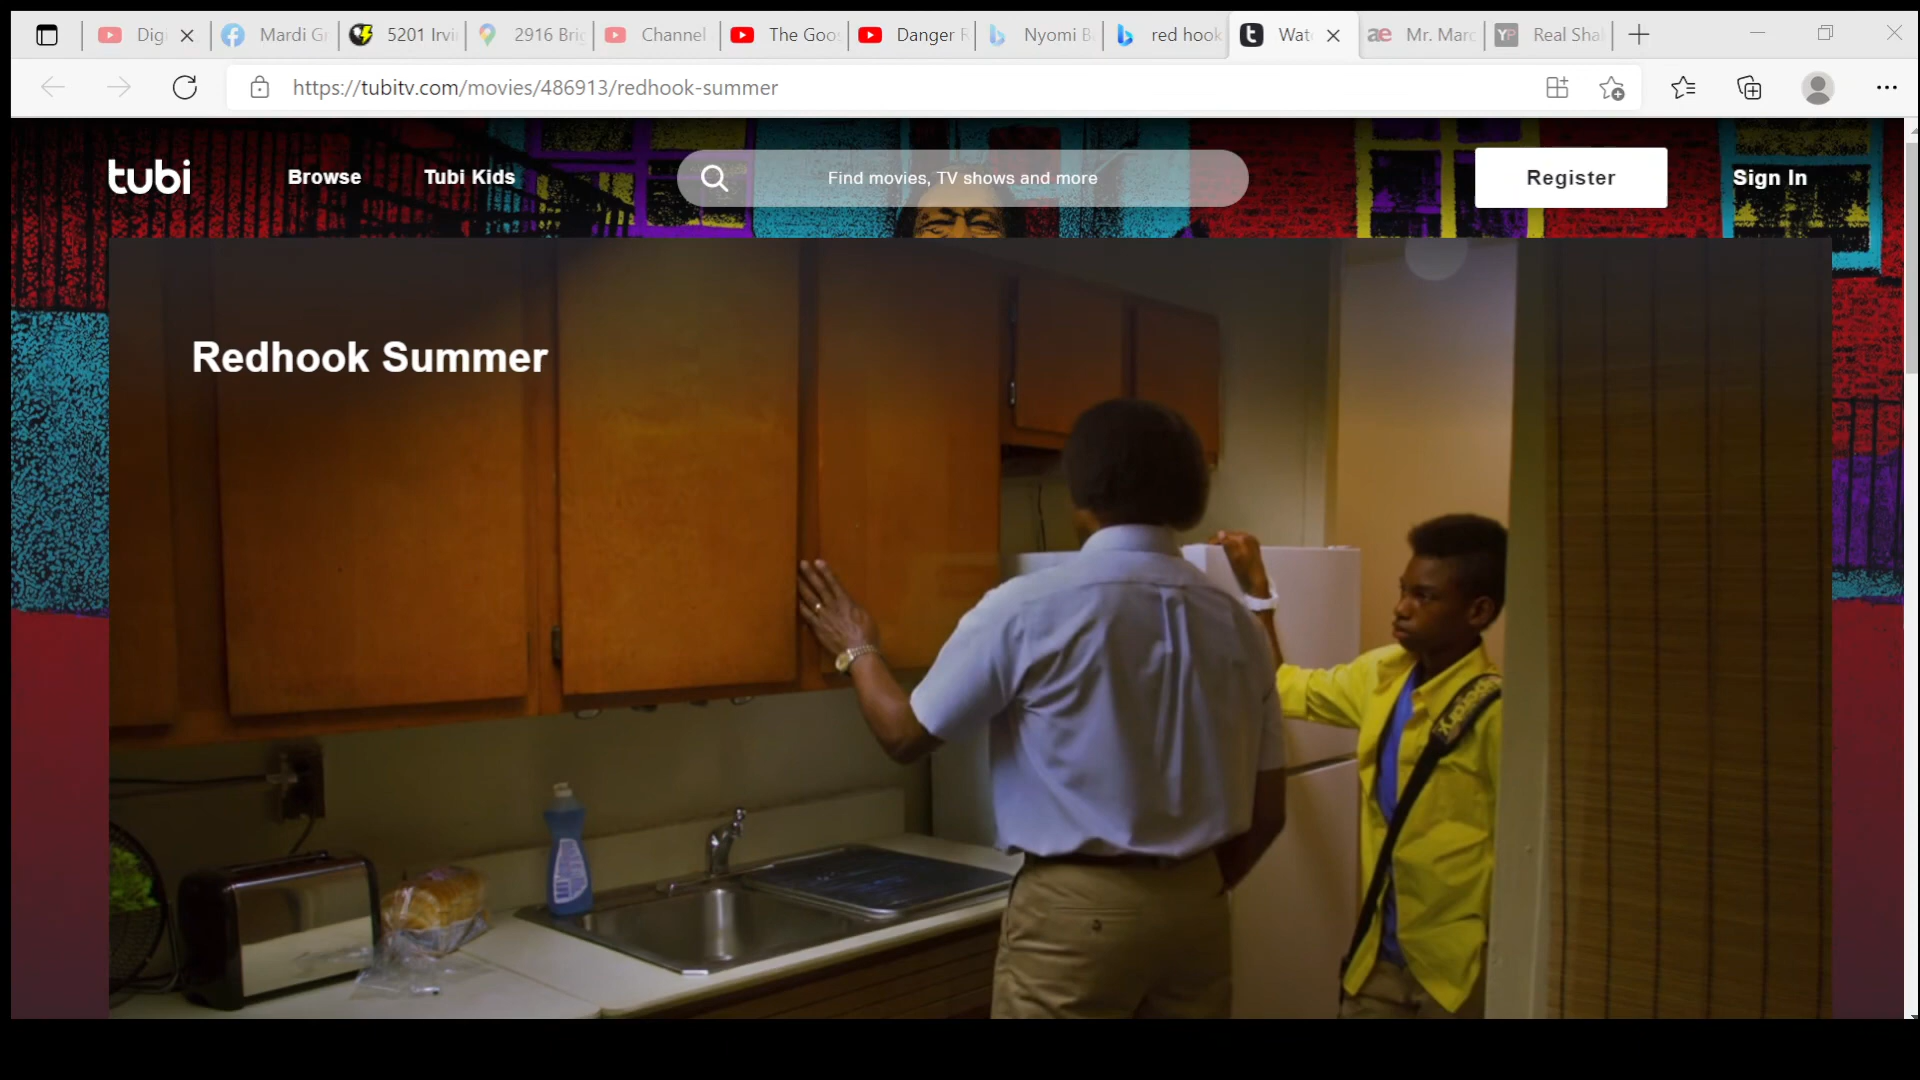 Dig
Mardi Gr
5201 Irvi
2916 Brig
Channel
The Goo
Danger R
Nyomi B
red hook
Wat
Mr. Marc
Real Sha
https://tubitv.com/movies/486913/redhook-summer
tubi
Browse
Tubi Kids
Find movies, TV shows and more
Register
Sign In
Redhook Summer